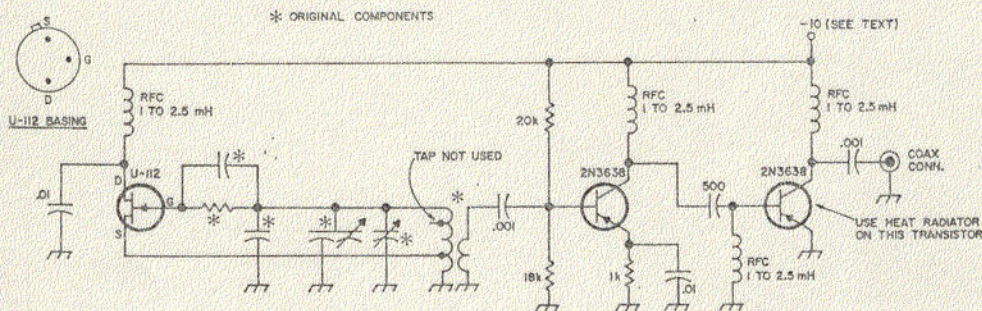 * ORIGINAL COMPONENTS
-10 (SEE TEXT)
S
G
D
U-112 BASING
RFC
1 TO 2.5 mH
RFC
1 TO 2.5 mH
RFC
1 TO 2.5 mH
20k
TAP NOT USED
U-112
D
G
S
*
*
*
*
*
.01
.001
2N3638
500
2N3638
.001
COAX
CONN.
USE HEAT RADIATOR
ON THIS TRANSISTOR
RFC
1 TO 2.5 mH
18k
1k
.01